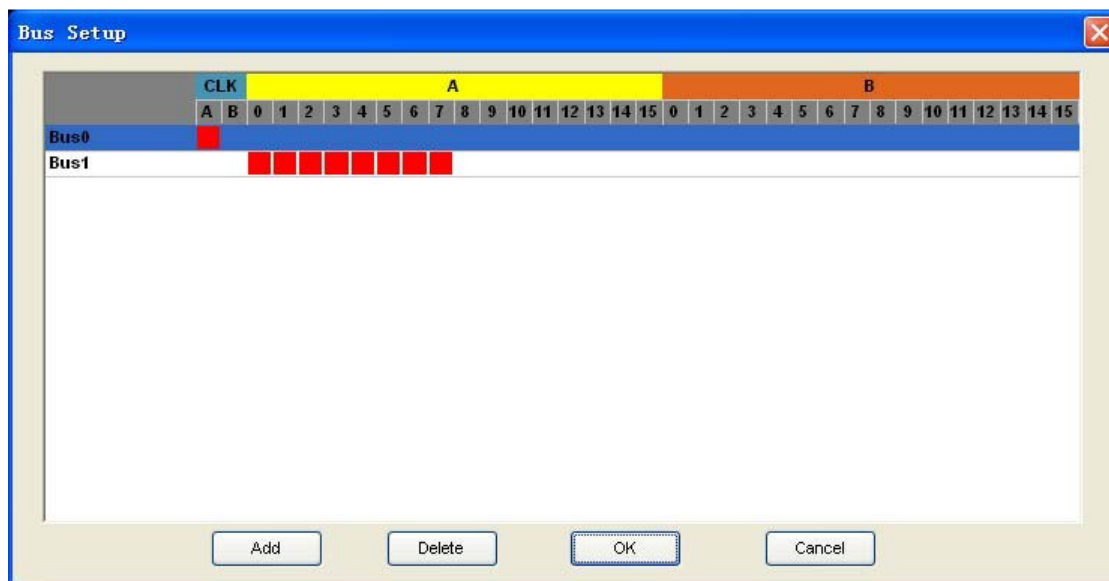 Bus Setup
CLK A B
A B 0 1 2 3 4 5 6 7 8 9 10 11 12 13 14 15 0 1 2 3 4 5 6 7 8 9 10 11 12 13 14 15
Bus0
Bus1
Add Delete OK Cancel